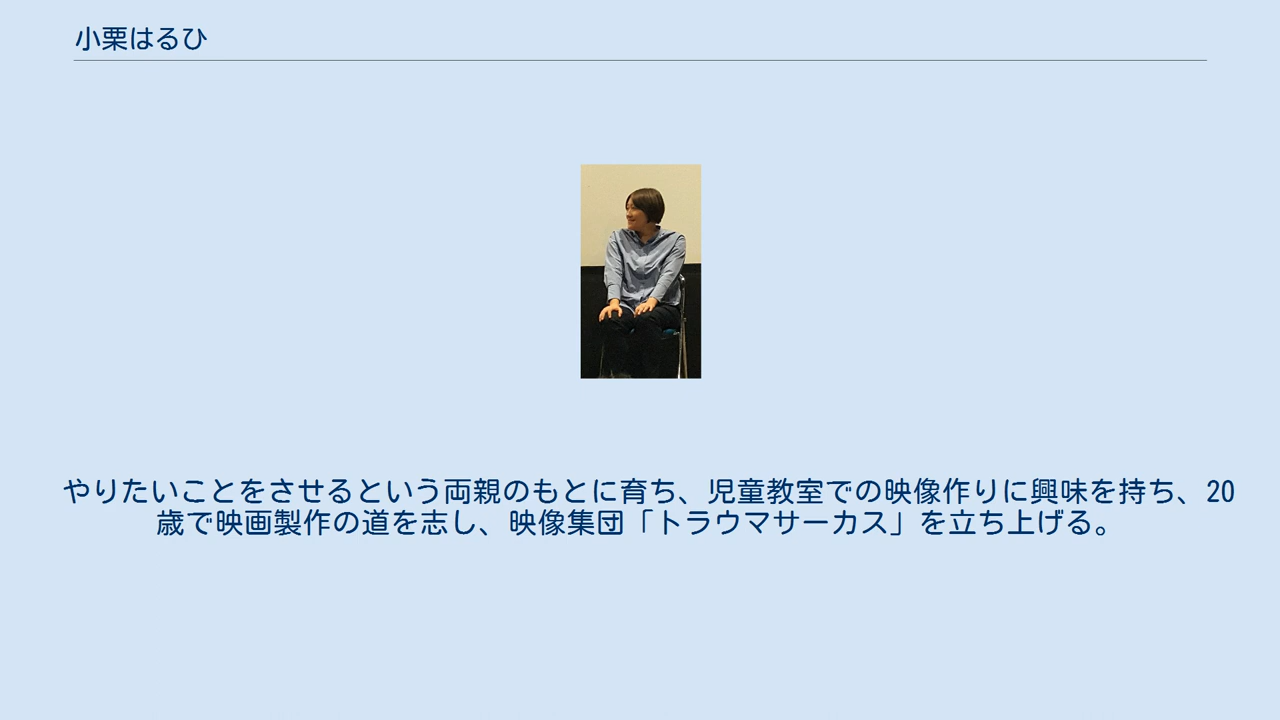 小栗はるひ
やりたいことをさせるという両親のもとに育ち、児童教室での映像作りに興味を持ち、20
歳で映画製作の道を志し、映像集団「トラウマサーカス」を立ち上げる。